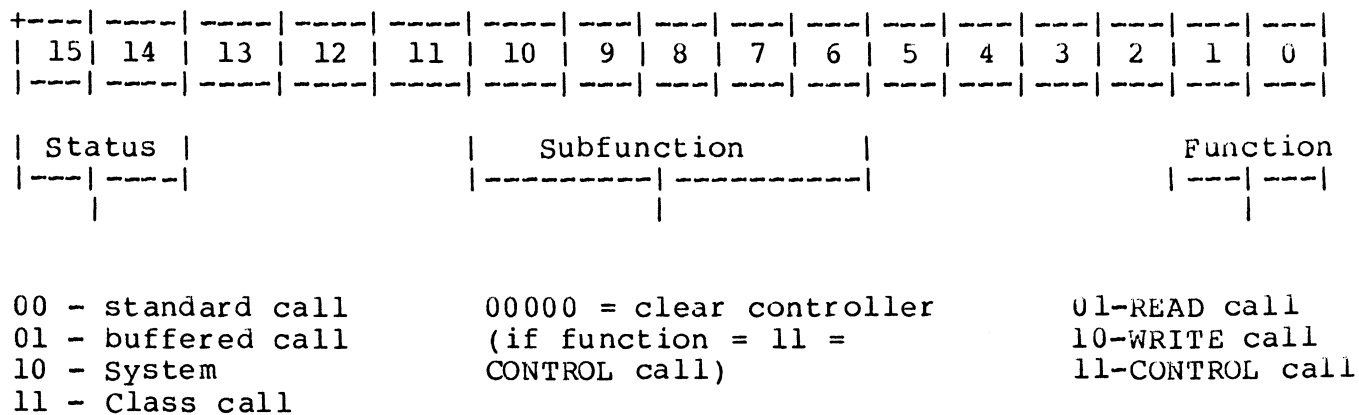 +---|----|----|----|----|----|---|---|---|---|---|---|---|---|---|---|
| 15| 14 | 13 | 12 | 11 | 10 | 9 | 8 | 7 | 6 | 5 | 4 | 3 | 2 | 1 | 0 |
|---|----|----|----|----|----|---|---|---|---|---|---|---|---|---|---|
| Status | | Subfunction | Function
|---|----| |---------|----------| |---|---|
| | |
00 - standard call 00000 = clear controller 01-READ call
01 - buffered call (if function = 11 = 10-WRITE call
10 - System CONTROL call) 11-CONTROL call
11 - Class call